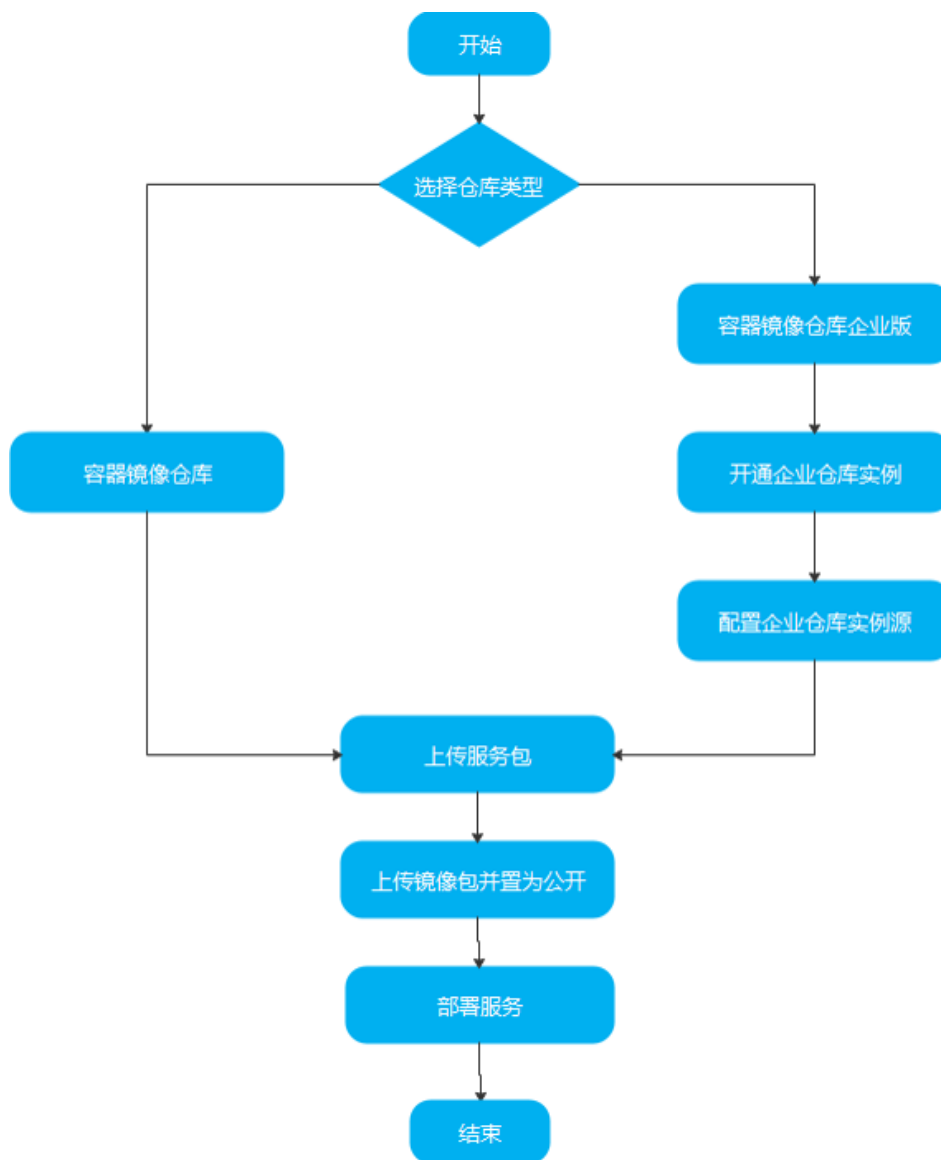 开始
选择仓库类型
容器镜像仓库企业版
容器镜像仓库
开通企业仓库实例
配置企业仓库实例源
上传服务包
上传镜像包并置为公开
部署服务
结束